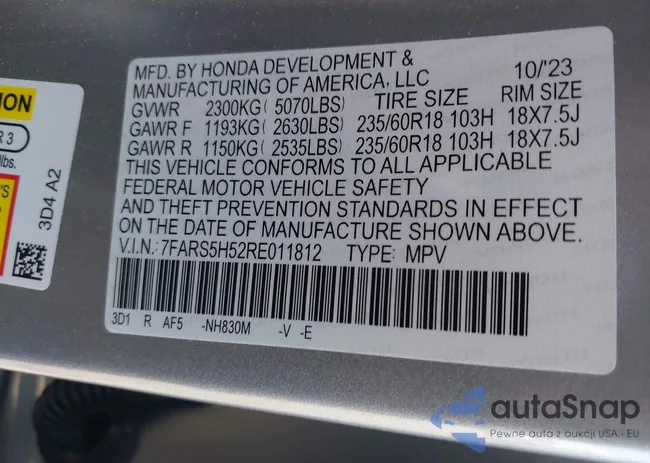 MFD. BY HONDA DEVELOPMENT &
MANUFACTURING OF AMERICA, LLC 10/'23
GVWR 2300KG( 5070LBS) TIRE SIZE RIM SIZE
GAWR F 1193KG( 2630LBS) 235/60R18 103H 18X7.5J
GAWR R 1150KG( 2535LBS) 235/60R18 103H 18X7.5J
THIS VEHICLE CONFORMS TO ALL APPLICABLE
FEDERAL MOTOR VEHICLE SAFETY
AND THEFT PREVENTION STANDARDS IN EFFECT
ON THE DATE OF MANUFACTURE SHOWN ABOVE.
V.I.N.: 7FARS5H52RE011812 TYPE: MPV
3D1 R AF5 -NH830M -V -E
R 3
lbs.
3D4 A2
autaSnap
Pewne auta z aukcji USA · EU